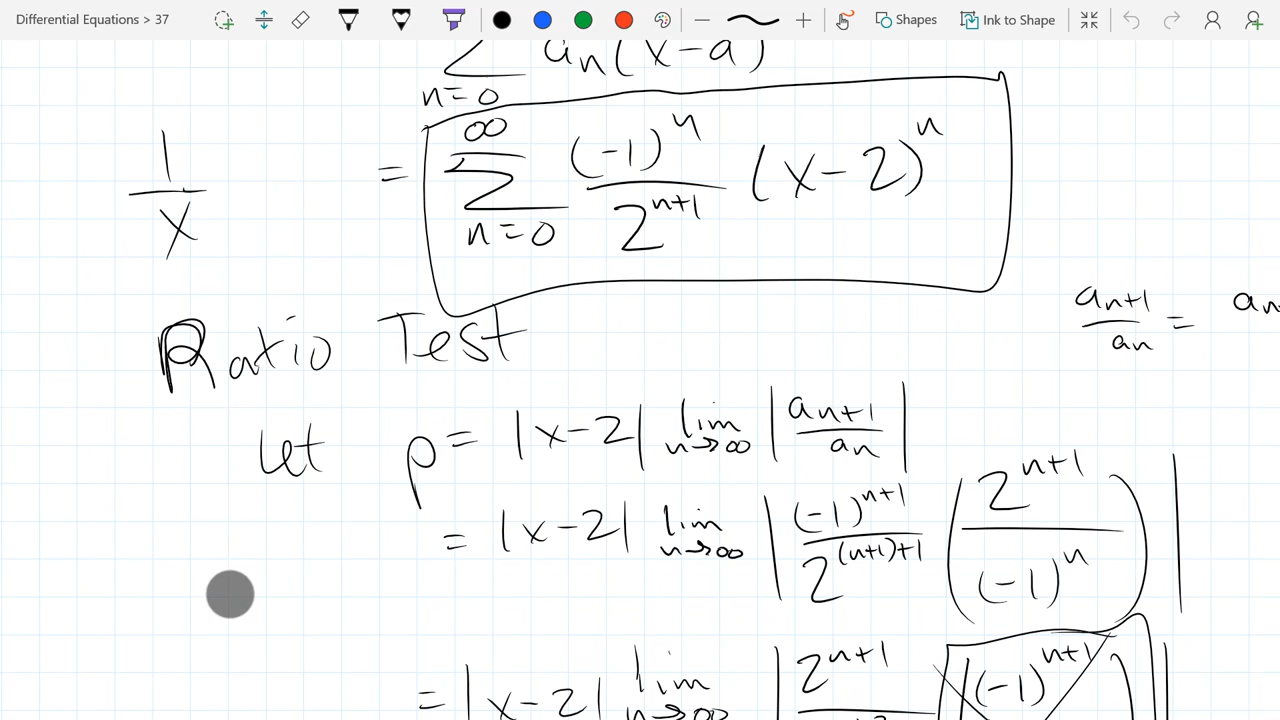 Differential Equations > 37
Shapes
Ink to Shape
∑ aₙ(x-a)
n=0
1/x = ∑_{n=0}^{∞} (-1)^n / 2^{n+1} (x-2)^n
a_{n+1}/a_n = a
Ratio Test
Let ρ = |x-2| lim_{n→∞} |a_{n+1}/a_n|
= |x-2| lim_{n→∞} |(-1)^{n+1}/2^{(n+1)+1} (2^{n+1}/(-1)^n)|
= |x-2| lim_{n→∞} |2^{n+1} (-1)^{n+1}|